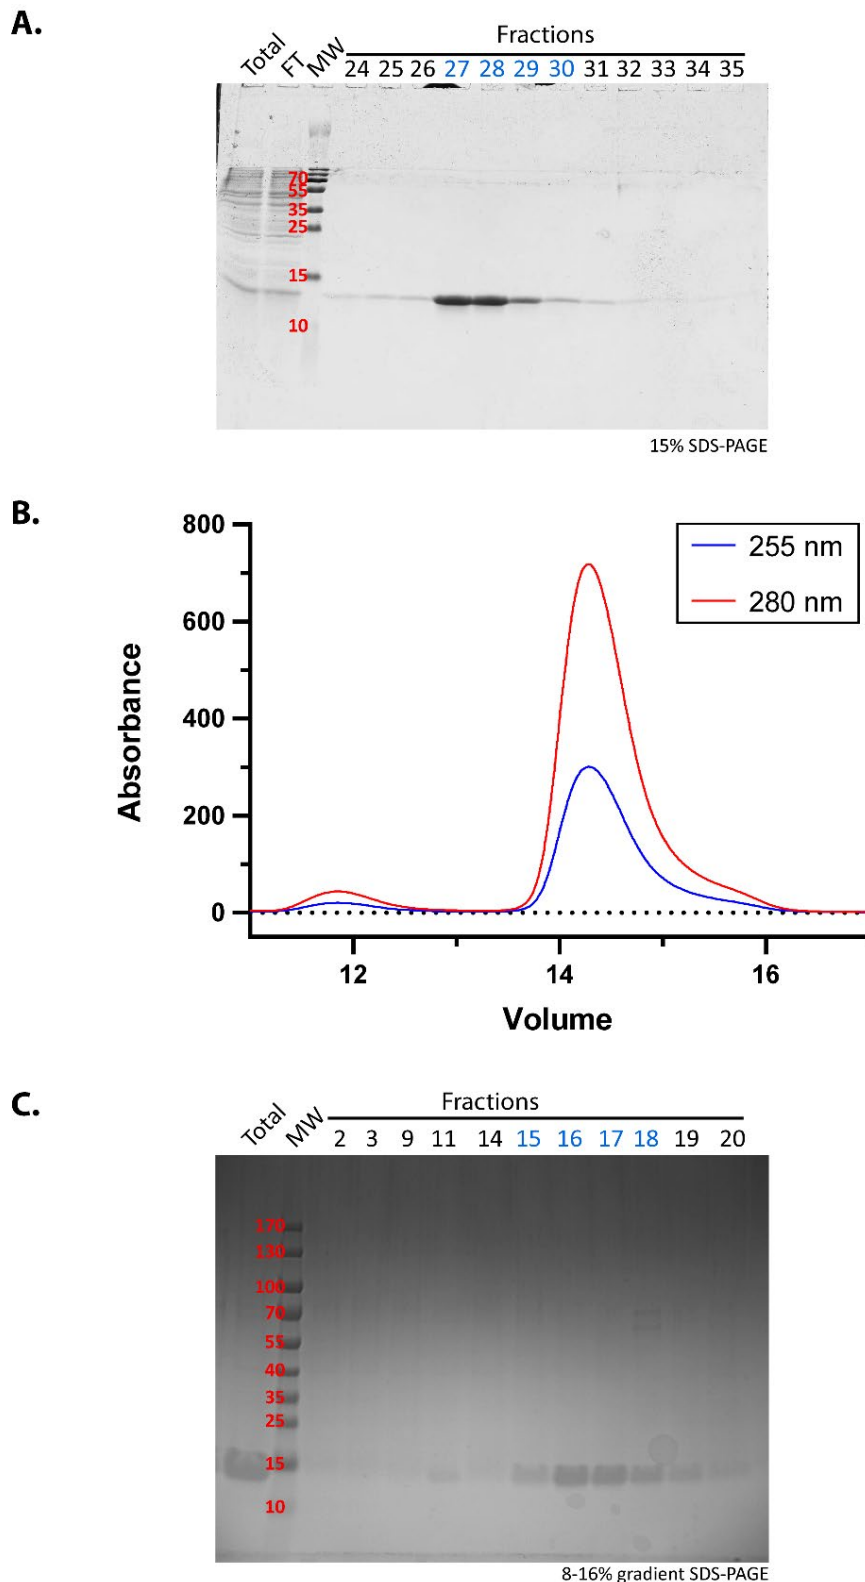 A.
Fractions
Total FT MW 24 25 26 27 28 29 30 31 32 33 34 35
70
55
35
25
15
10
15% SDS-PAGE
B.
800
600
400
200
0
Absorbance
255 nm
280 nm
12 14 16
Volume
C.
Fractions
Total MW 2 3 9 11 14 15 16 17 18 19 20
170
130
100
70
55
40
35
25
15
10
8-16% gradient SDS-PAGE